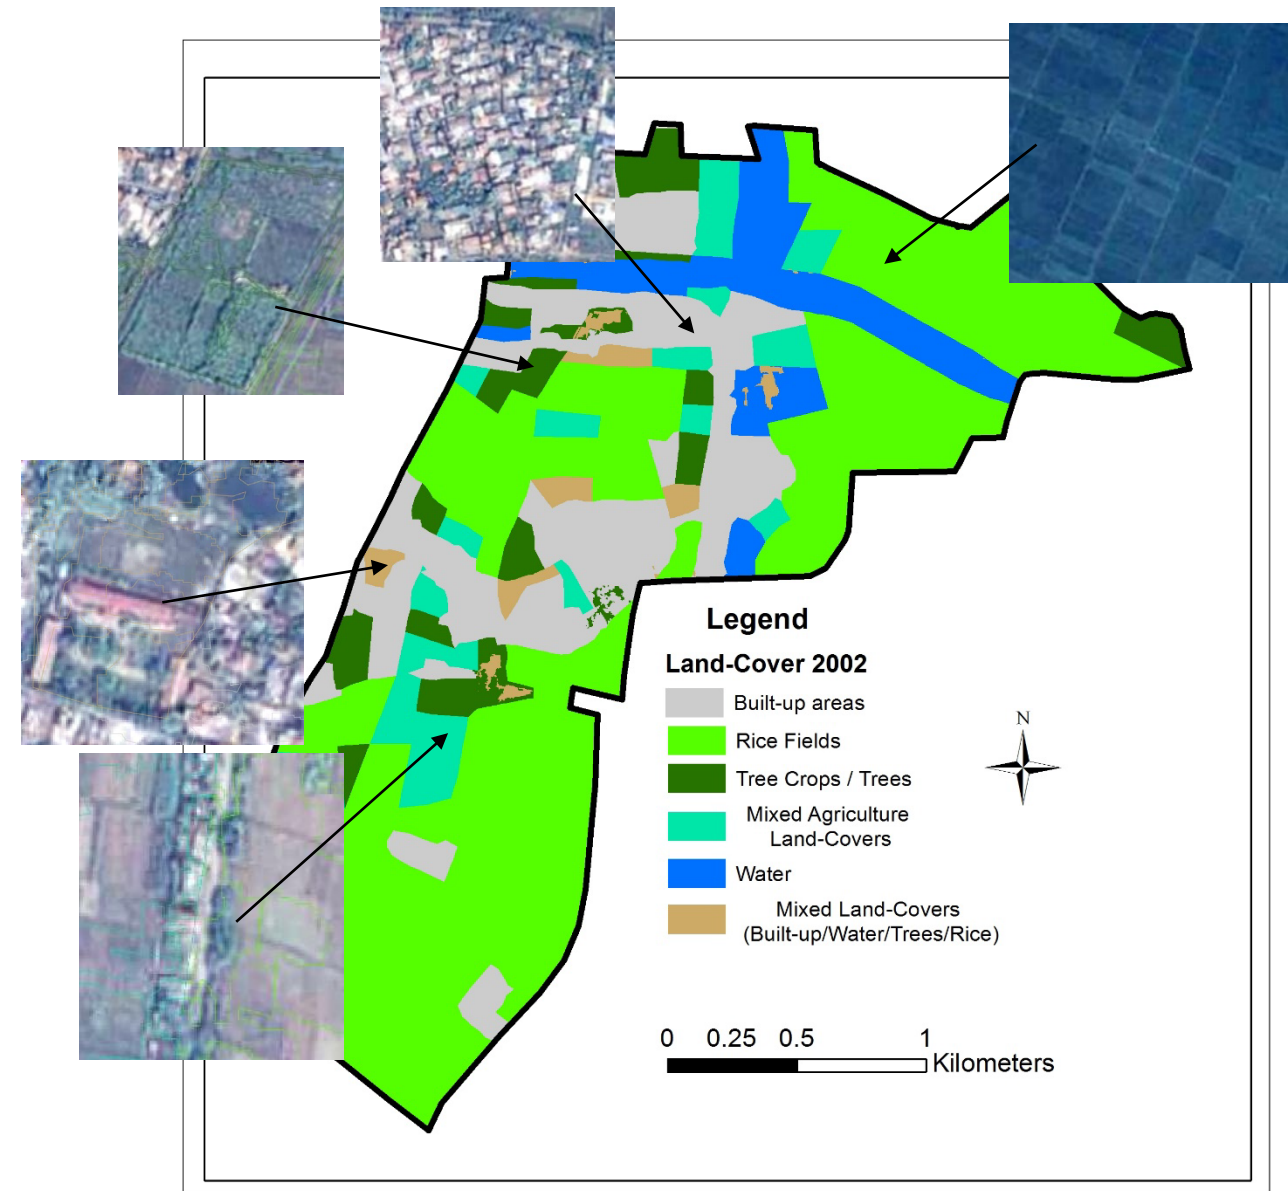 Legend
Land-Cover 2002
Built-up areas
Rice Fields
Tree Crops / Trees
Mixed Agriculture
Land-Covers
Water
Mixed Land-Covers
(Built-up/Water/Trees/Rice)
N
0 0.25 0.5 1
Kilometers